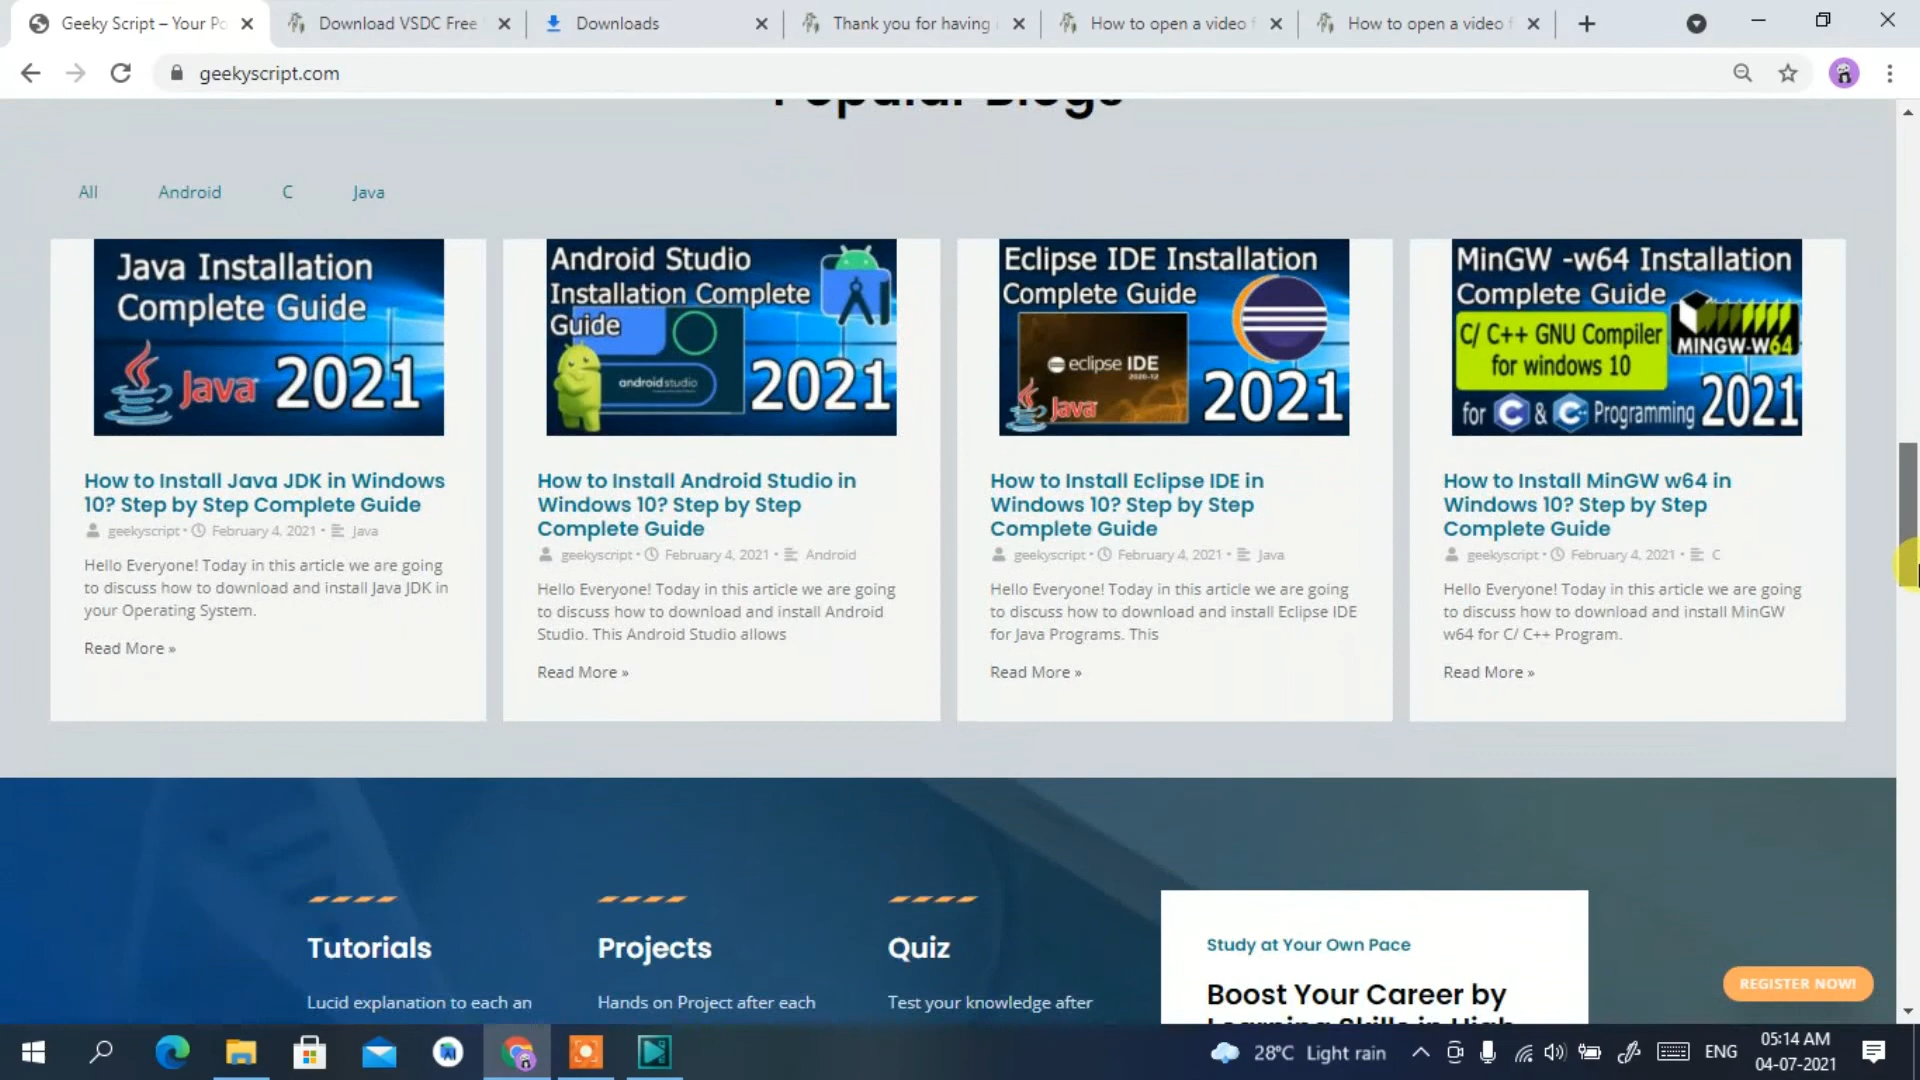 Geeky Script – Your Po
Download VSDC Free
Downloads
Thank you for having
How to open a video f
How to open a video f
geekyscript.com
Popular Blogs
All Android C Java
Java Installation
Complete Guide
Java 2021
How to Install Java JDK in Windows
10? Step by Step Complete Guide
geekyscript • February 4, 2021 • Java
Hello Everyone! Today in this article we are going
to discuss how to download and install Java JDK in
your Operating System.
Read More »
Android Studio
Installation Complete
Guide
androidstudio
2021
How to Install Android Studio in
Windows 10? Step by Step
Complete Guide
geekyscript • February 4, 2021 • Android
Hello Everyone! Today in this article we are going
to discuss how to download and install Android
Studio. This Android Studio allows
Read More »
Eclipse IDE Installation
Complete Guide
eclipse IDE
2020-12
Java 2021
How to Install Eclipse IDE in
Windows 10? Step by Step
Complete Guide
geekyscript • February 4, 2021 • Java
Hello Everyone! Today in this article we are going
to discuss how to download and install Eclipse IDE
for Java Programs. This
Read More »
MinGW -w64 Installation
Complete Guide
C/ C++ GNU Compiler
for windows 10
MINGW-W64
for C & C++ Programming 2021
How to Install MinGW w64 in
Windows 10? Step by Step
Complete Guide
geekyscript • February 4, 2021 • C
Hello Everyone! Today in this article we are going
to discuss how to download and install MinGW
w64 for C/ C++ Program.
Read More »
Tutorials
Lucid explanation to each an
Projects
Hands on Project after each
Quiz
Test your knowledge after
Study at Your Own Pace
Boost Your Career by
Learning Skills in High
REGISTER NOW!
28°C Light rain
ENG
05:14 AM
04-07-2021